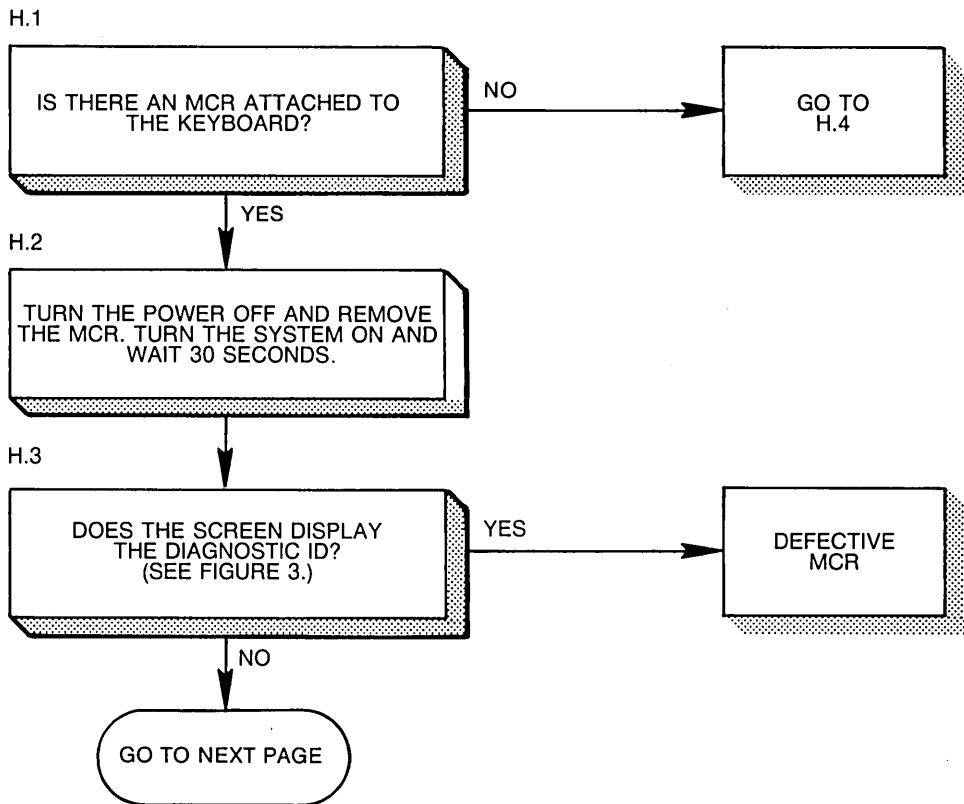 H.1
IS THERE AN MCR ATTACHED TO
THE KEYBOARD?
NO
GO TO
H.4
YES
H.2
TURN THE POWER OFF AND REMOVE
THE MCR. TURN THE SYSTEM ON AND
WAIT 30 SECONDS.
H.3
DOES THE SCREEN DISPLAY
THE DIAGNOSTIC ID?
(SEE FIGURE 3.)
YES
DEFECTIVE
MCR
NO
GO TO NEXT PAGE